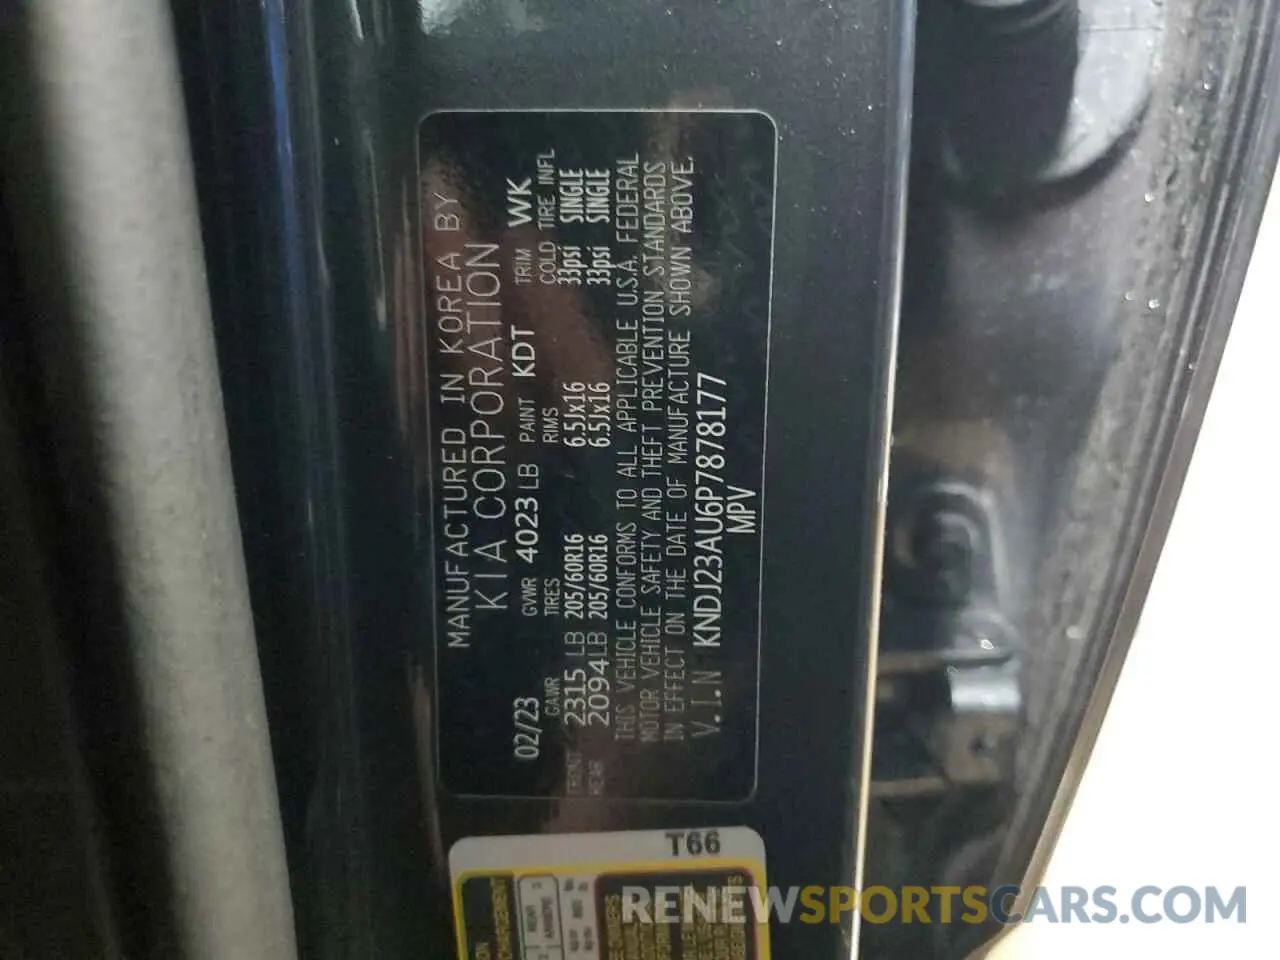 MANUFACTURED IN KOREA BY
KIA CORPORATION
02/23 GVWR 4023 LB PAINT KDT TRIM WK
GAWR TIRES RIMS COLD TIRE INFL
FRONT 2315 LB 205/60R16 6.5Jx16 33psi SINGLE
REAR 2094LB 205/60R16 6.5Jx16 33psi SINGLE
THIS VEHICLE CONFORMS TO ALL APPLICABLE U.S.A. FEDERAL
MOTOR VEHICLE SAFETY AND THEFT PREVENTION STANDARDS
IN EFFECT ON THE DATE OF MANUFACTURE SHOWN ABOVE.
V.I.N KNDJ23AU6P7878177
MPV
T66
RENEWSPORTSCARS.COM